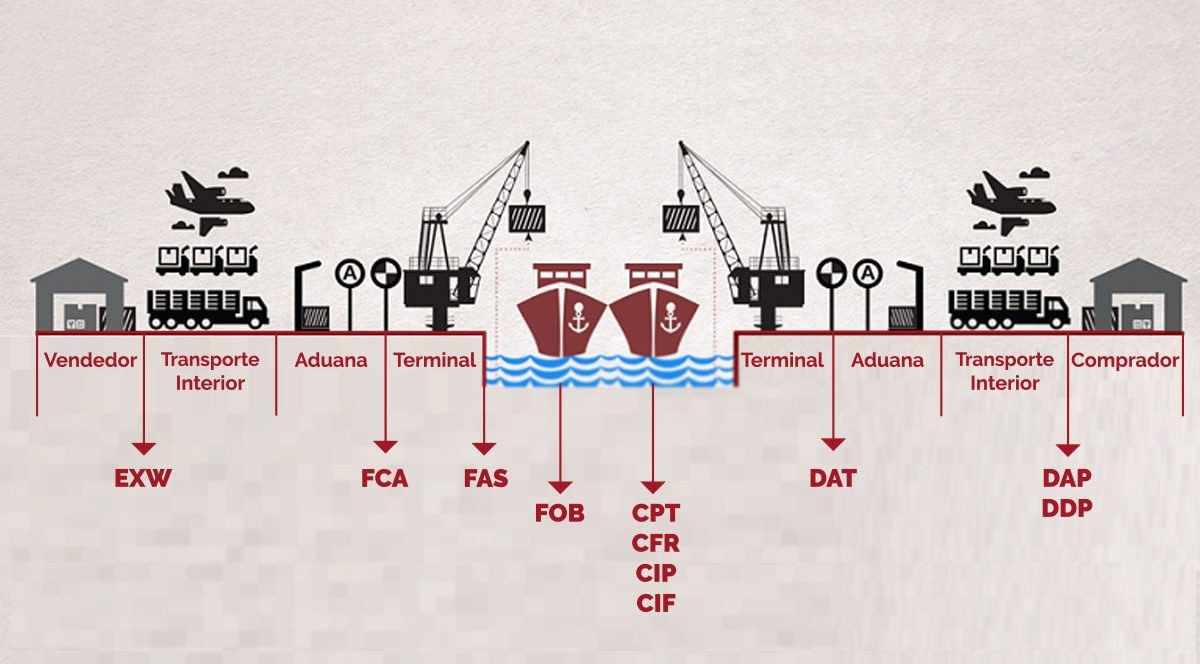 A
A
Vendedor
Transporte
Interior
Aduana
Terminal
Terminal
Aduana
Transporte
Interior
Comprador
EXW
FCA
FAS
FOB
CPT
CFR
CIP
CIF
DAT
DAP
DDP